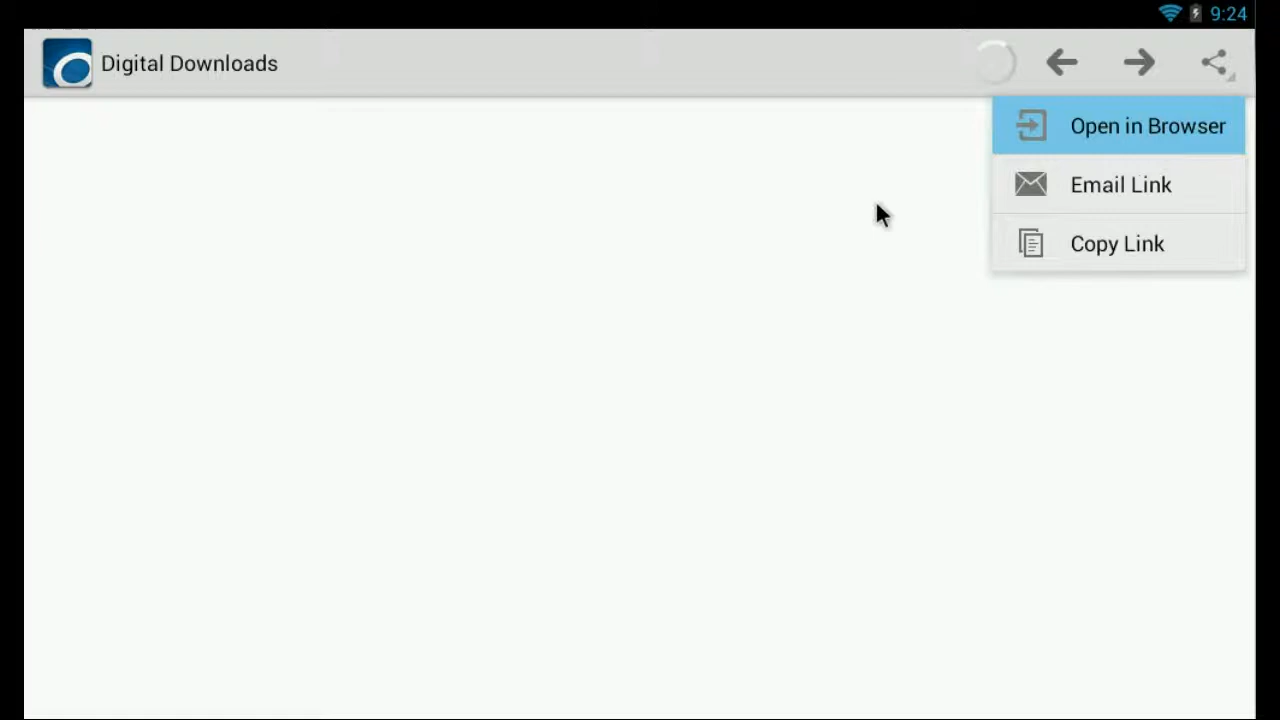 9:24
Digital Downloads
Open in Browser
Email Link
Copy Link